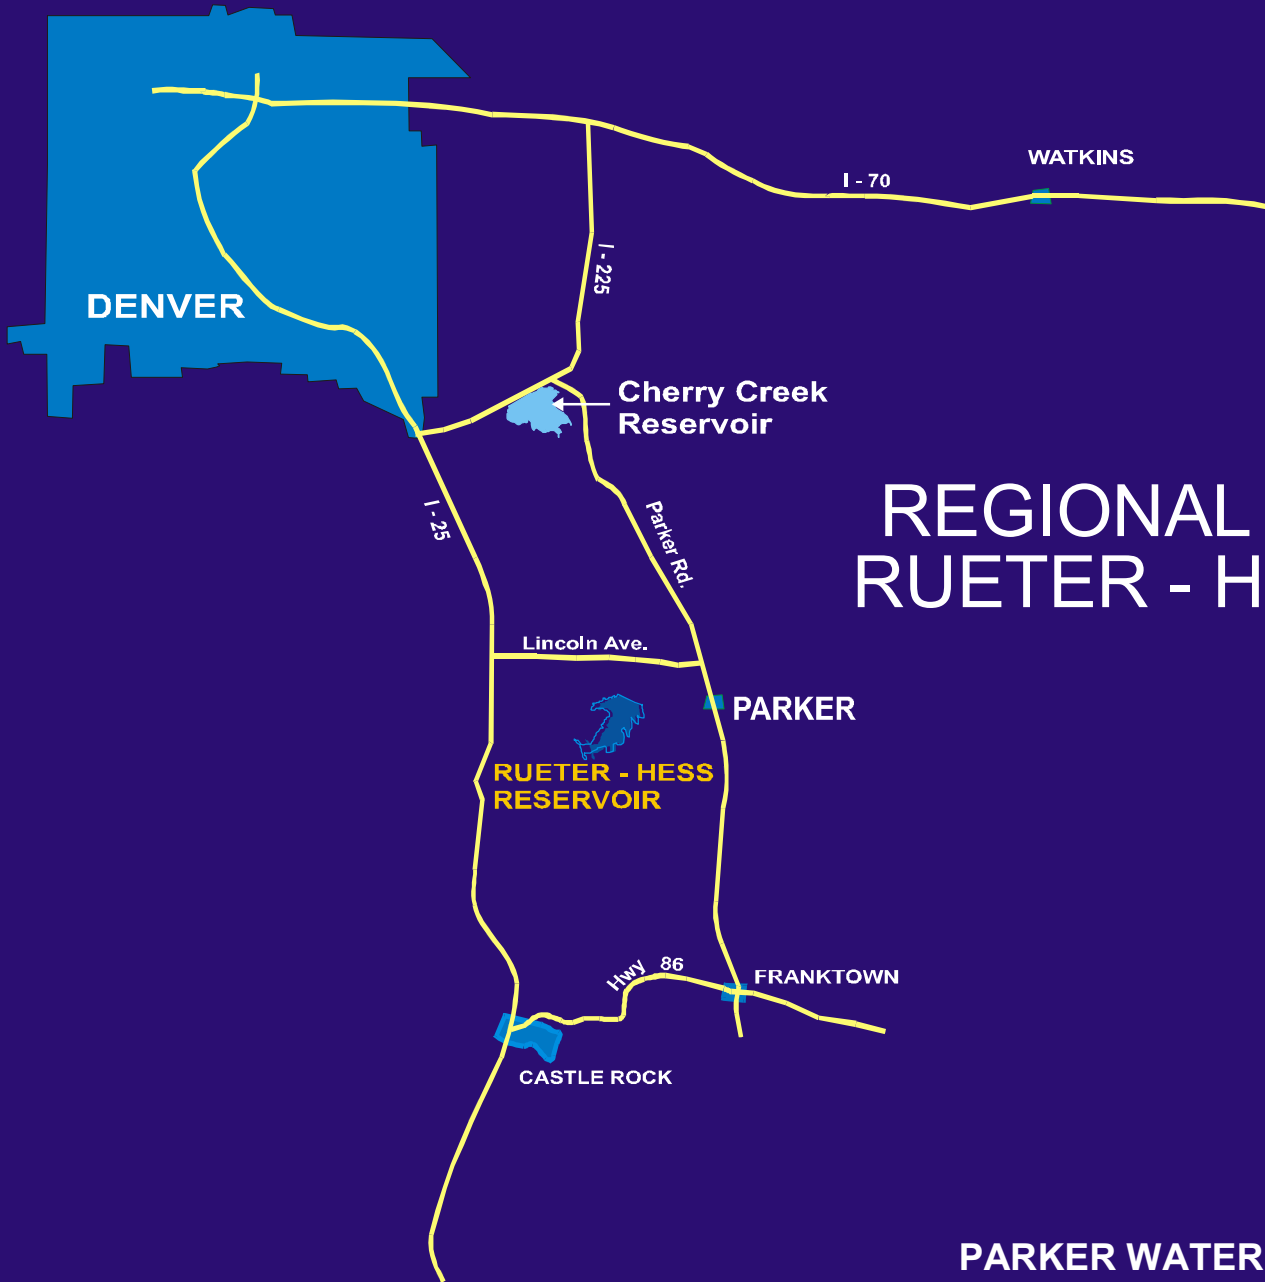 WATKINS
I - 70
I - 225
DENVER
Cherry Creek
Reservoir
REGIONAL
RUETER - H
I - 25
Parker Rd.
Lincoln Ave.
PARKER
RUETER - HESS
RESERVOIR
Hwy 86
FRANKTOWN
CASTLE ROCK
PARKER WATER